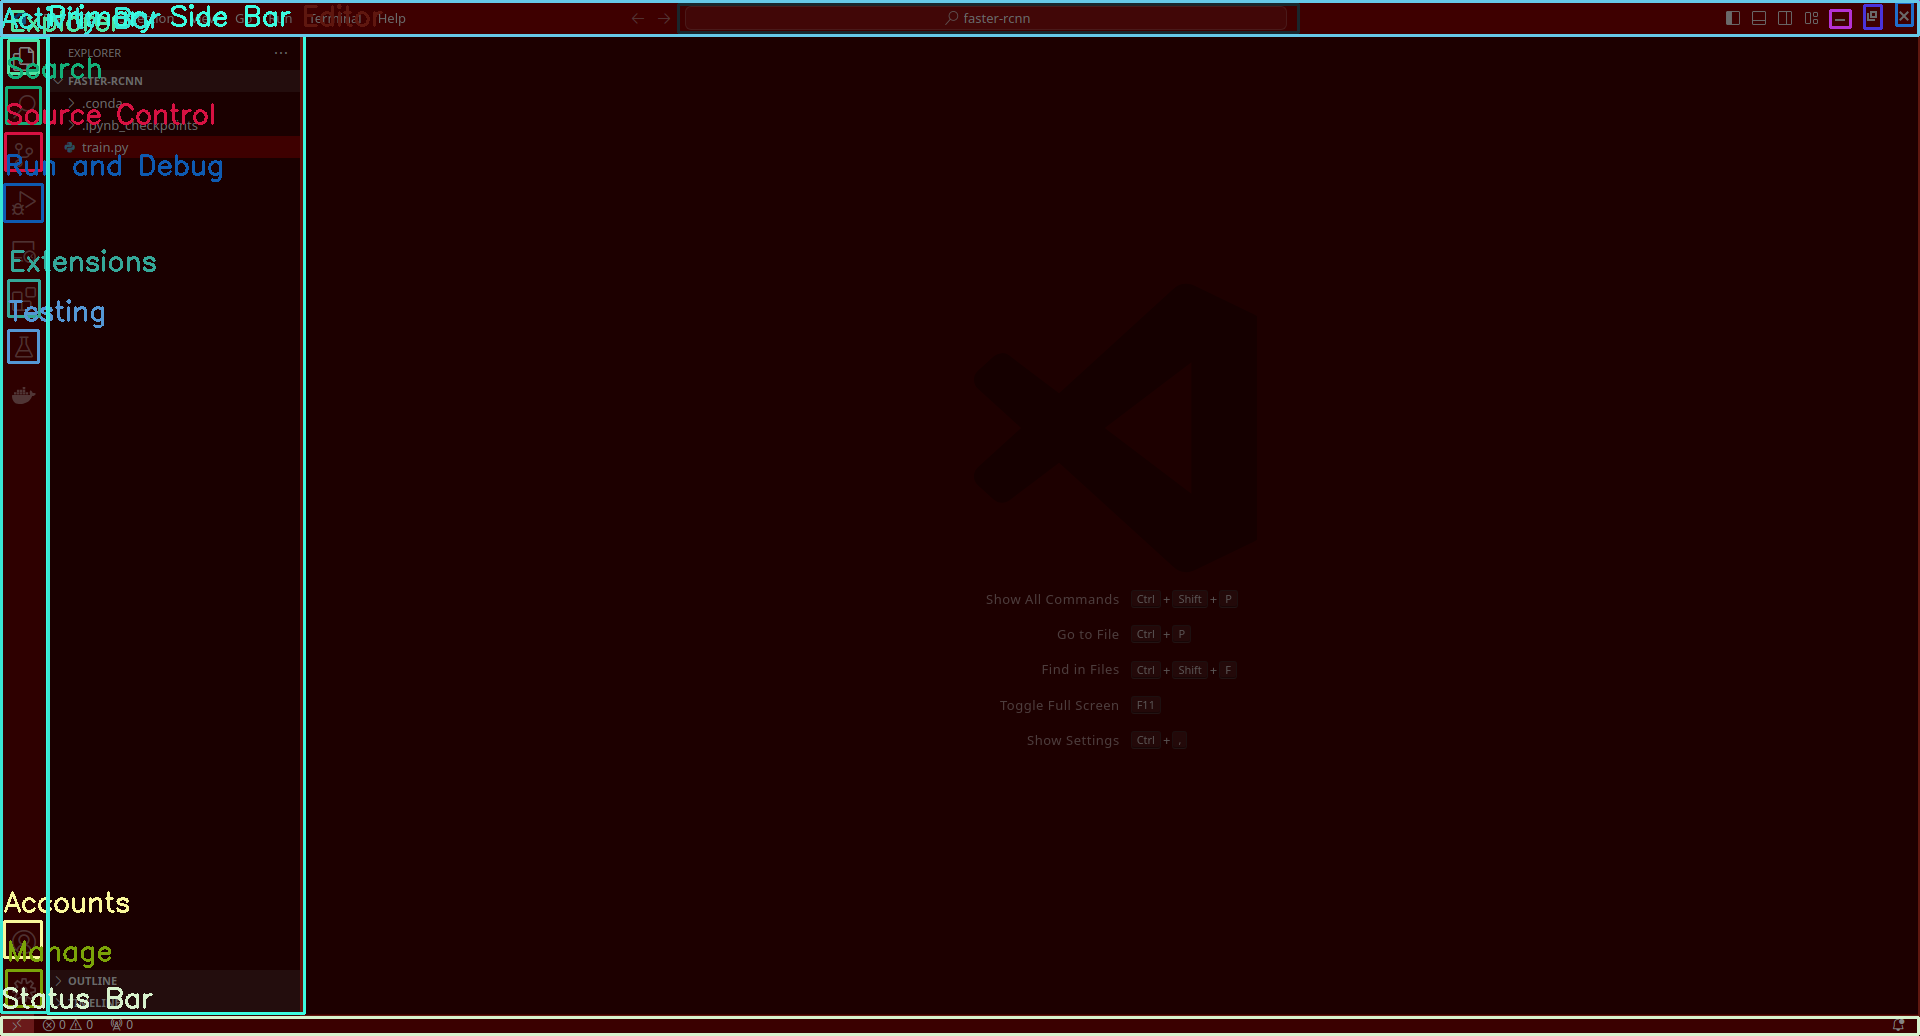 Activity Bar
Explorer
Primary Side Bar
Editor
Terminal Help
faster-rcnn
EXPLORER
Search
FASTER-RCNN
.conda
Source Control
.ipynb_checkpoints
train.py
Run and Debug
Extensions
Testing
Show All Commands Ctrl + Shift + P
Go to File Ctrl + P
Find in Files Ctrl + Shift + F
Toggle Full Screen F11
Show Settings Ctrl + ,
Accounts
Manage
OUTLINE
Status Bar
0 0 0